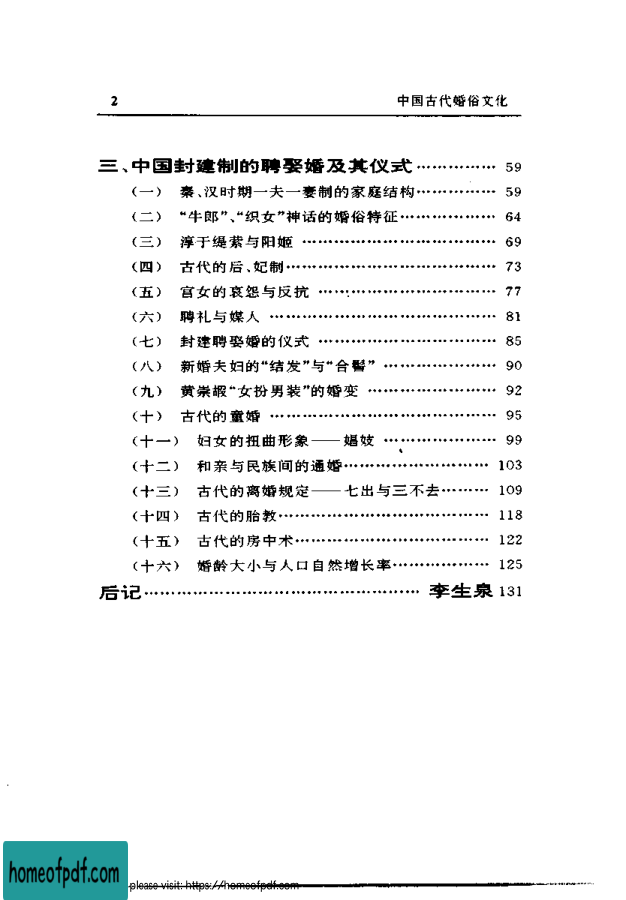 2 中国古代婚俗文化
三、中国封建制的聘娶婚及其仪式 …………… 59
（一） 秦、汉时期一夫一妻制的家庭结构 …………… 59
（二） “牛郎”、“织女”神话的婚俗特征 ……………… 64
（三） 淳于缇萦与阳姬 ……………………………… 69
（四） 古代的后、妃制 ……………………………… 73
（五） 宫女的哀怨与反抗 …………………………… 77
（六） 聘礼与媒人 …………………………………… 81
（七） 封建聘娶婚的仪式 …………………………… 85
（八） 新婚夫妇的“结发”与“合髻” ………………… 90
（九） 黄崇嘏“女扮男装”的婚变 …………………… 92
（十） 古代的童婚 …………………………………… 95
（十一） 妇女的扭曲形象——娼妓 ………………… 99
（十二） 和亲与民族间的通婚 ……………………… 103
（十三） 古代的离婚规定——七出与三不去 ……… 109
（十四） 古代的胎教 ………………………………… 118
（十五） 古代的房中术 ……………………………… 122
（十六） 婚龄大小与人口自然增长率 ……………… 125
后记 ………………………………………… 李生泉 131
homeofpdf.com
please visit: https://homeofpdf.com